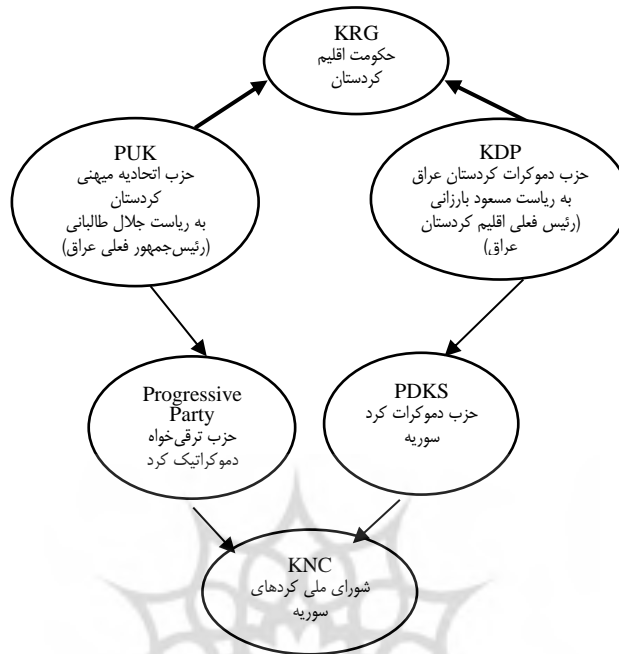 KRG
حکومت اقلیم
کردستان
PUK
حزب اتحادیه میهنی
کردستان
به ریاست جلال طالبانی
(رئیس‌جمهور فعلی عراق)
KDP
حزب دموکرات کردستان عراق
به ریاست مسعود بارزانی
(رئیس فعلی اقلیم کردستان
عراق)
Progressive
Party
حزب ترقی‌خواه
دموکراتیک کرد
PDKS
حزب دموکرات کرد
سوریه
KNC
شورای ملی کردهای
سوریه